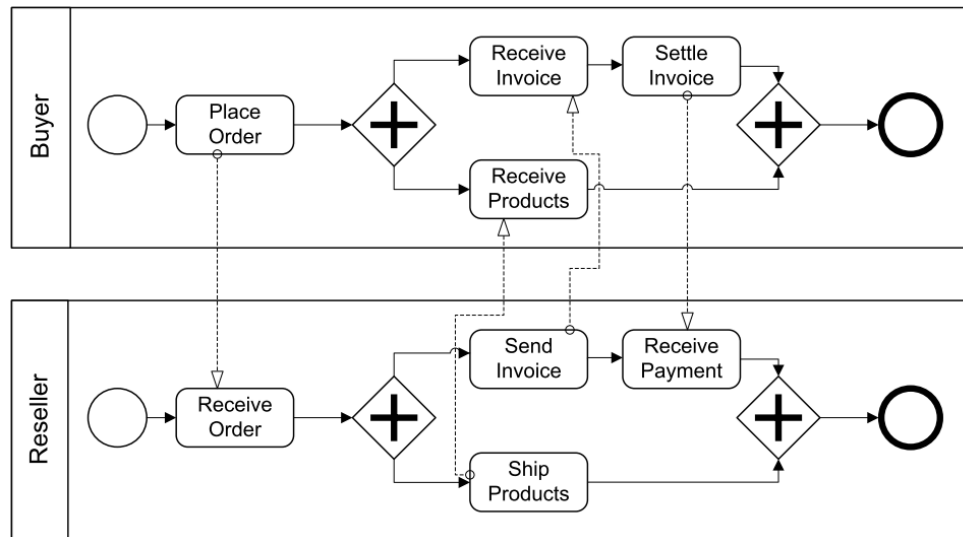 Buyer
Place
Order
Receive
Invoice
Settle
Invoice
Receive
Products
Reseller
Receive
Order
Send
Invoice
Receive
Payment
Ship
Products